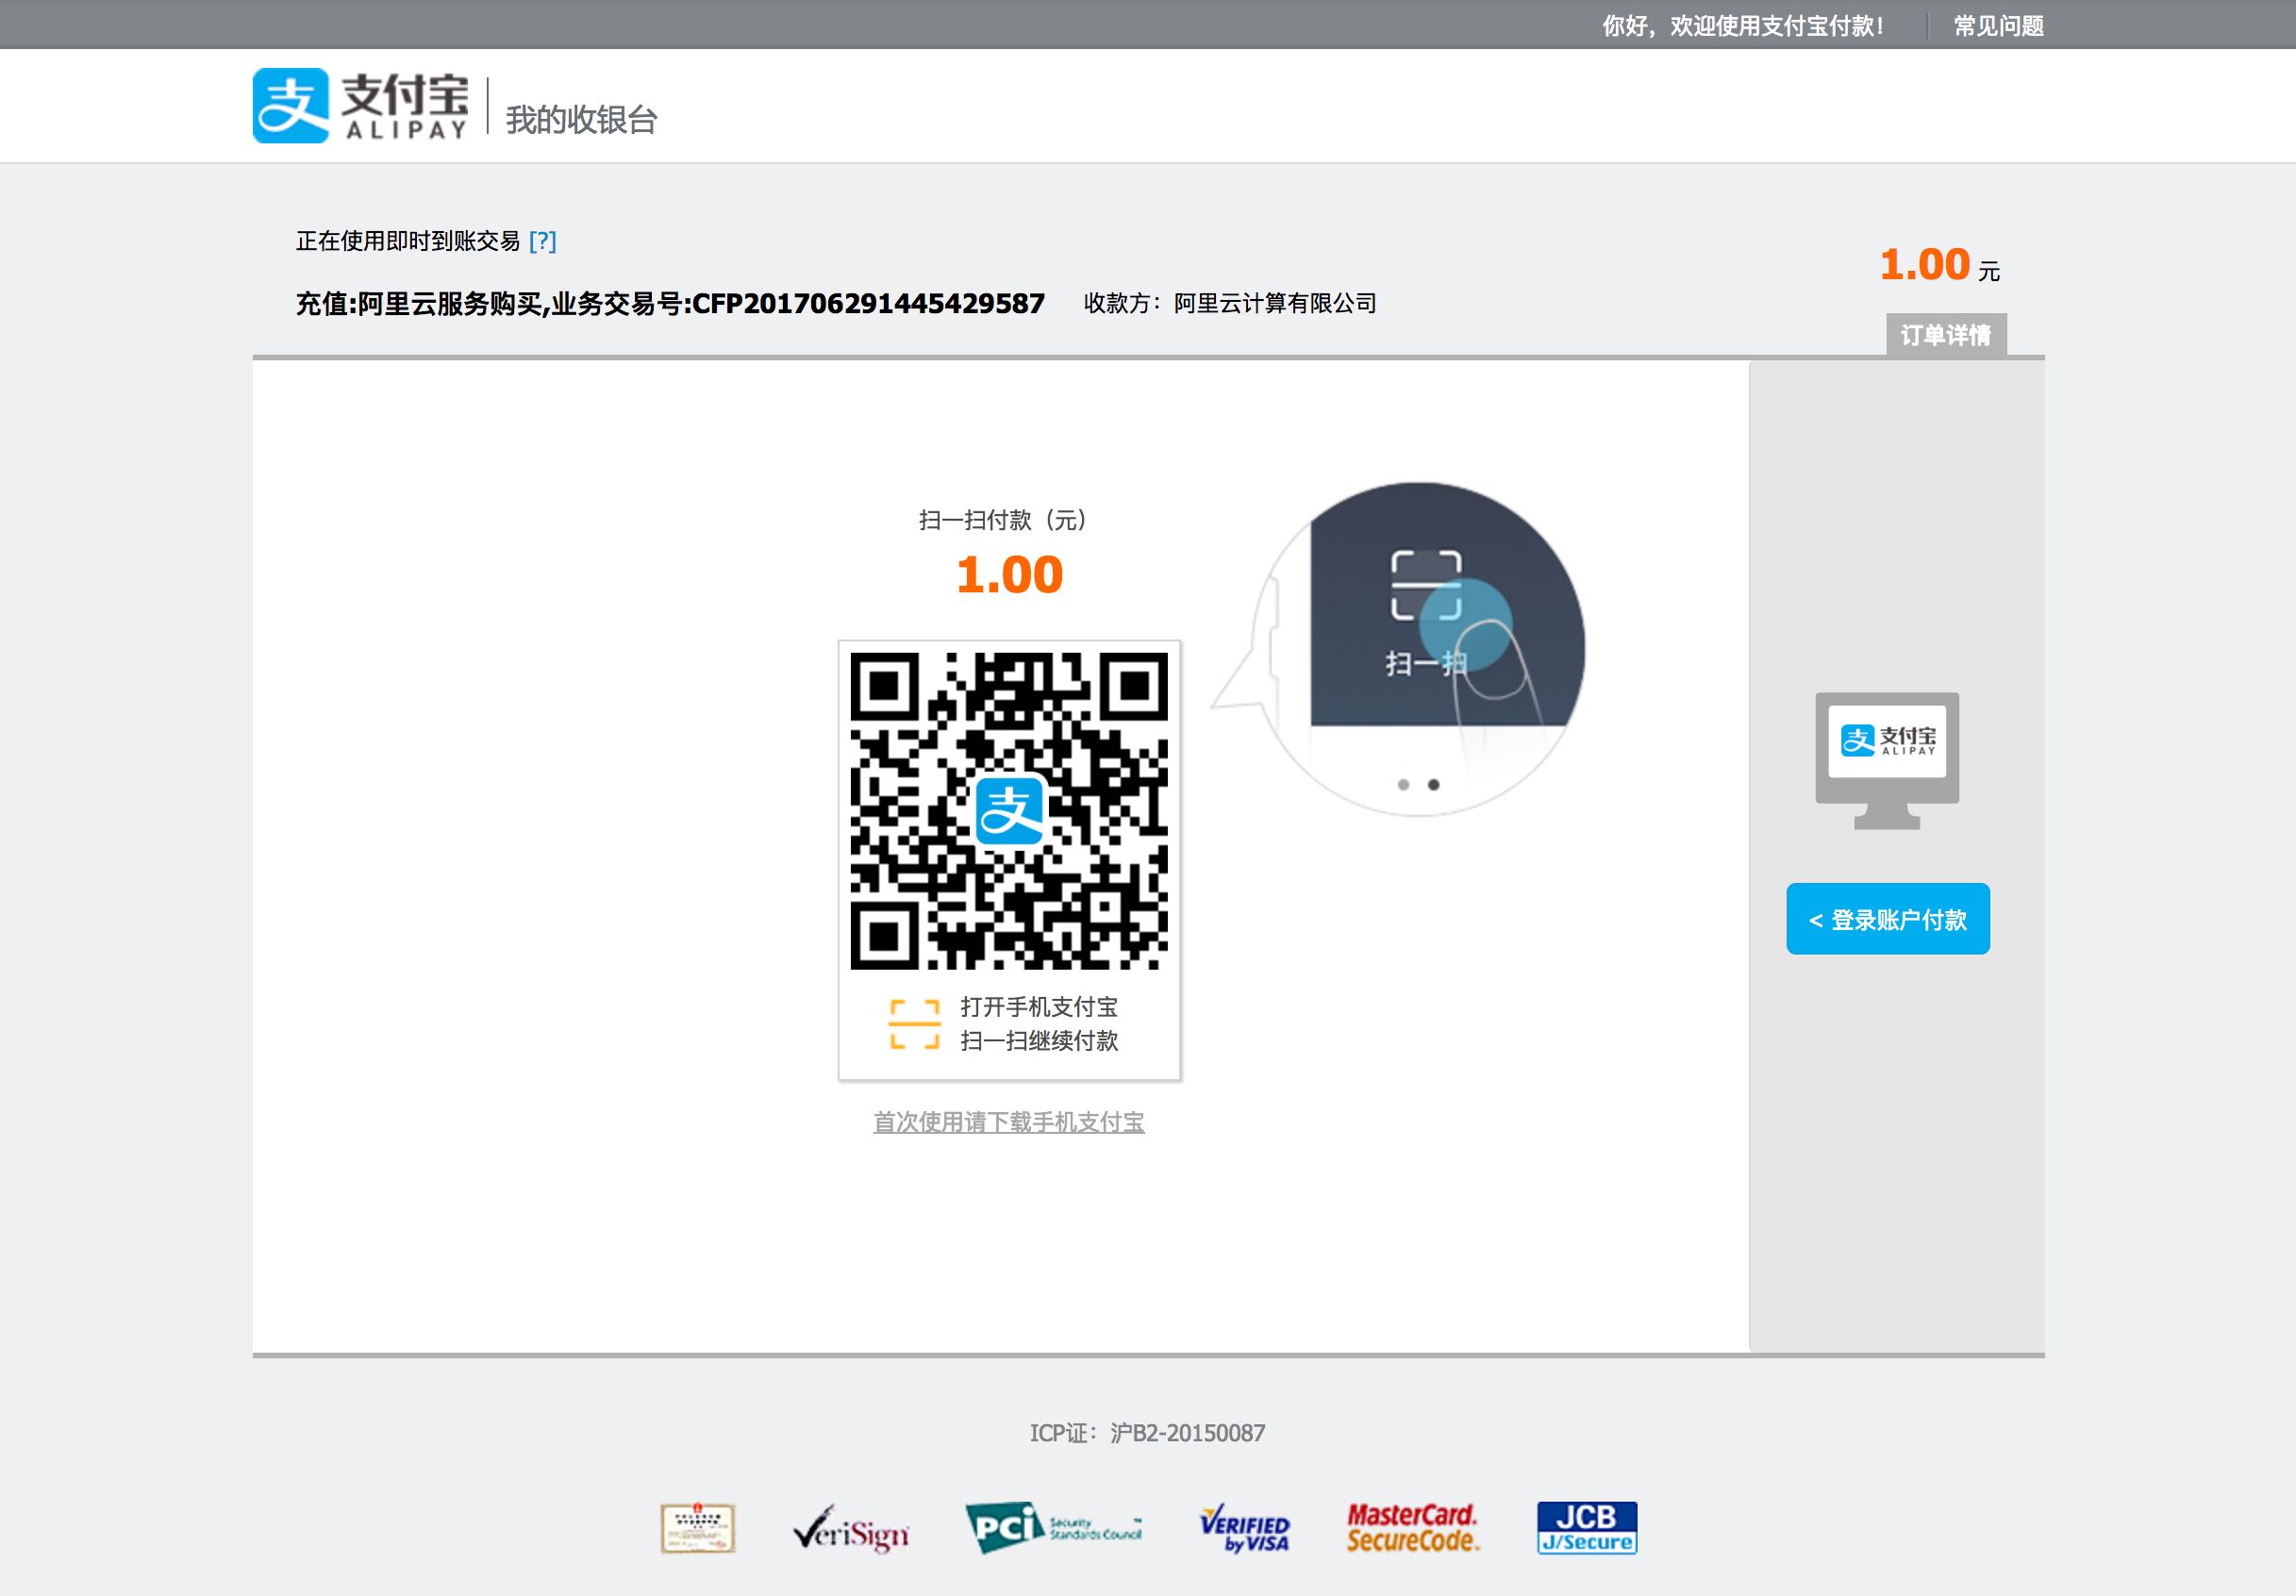 你好，欢迎使用支付宝付款！ 常见问题
支 支付宝 ALIPAY 我的收银台
正在使用即时到账交易 [?]
1.00 元
充值:阿里云服务购买,业务交易号:CFP201706291445429587 收款方：阿里云计算有限公司
订单详情
扫一扫付款（元）
1.00
扫一扫
支
支 支付宝 ALIPAY
< 登录账户付款
打开手机支付宝
扫一扫继续付款
首次使用请下载手机支付宝
ICP证：沪B2-20150087
VeriSign
PCI Security Standards Council ™
VERIFIED by VISA
MasterCard. SecureCode.
JCB J/Secure